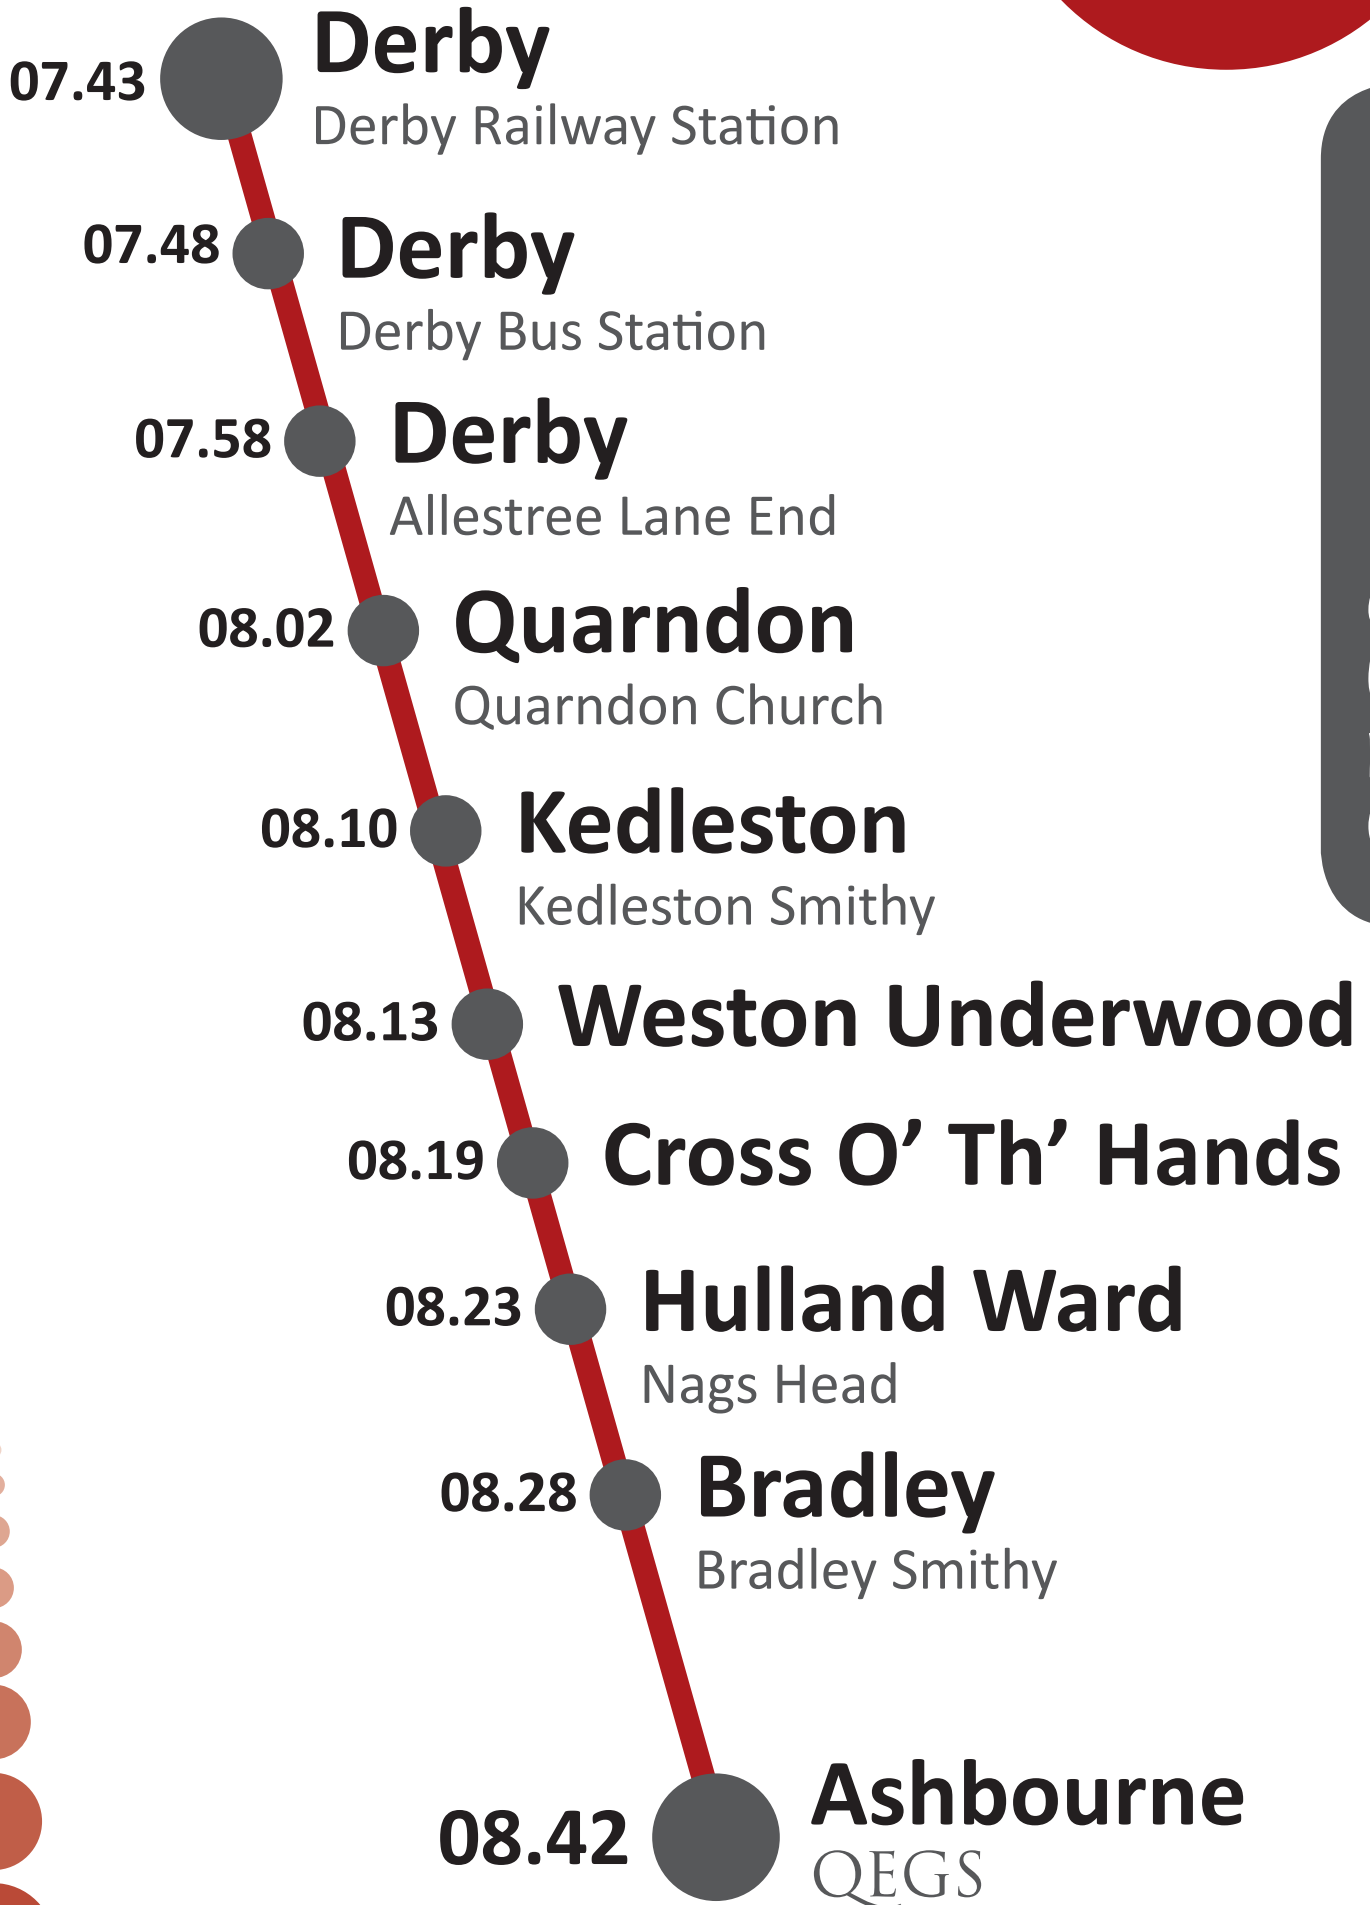 07.43 Derby
Derby Railway Station
07.48 Derby
Derby Bus Station
07.58 Derby
Allestree Lane End
08.02 Quarndon
Quarndon Church
08.10 Kedleston
Kedleston Smithy
08.13 Weston Underwood
08.19 Cross O’ Th’ Hands
08.23 Hulland Ward
Nags Head
08.28 Bradley
Bradley Smithy
08.42 Ashbourne
QEGS